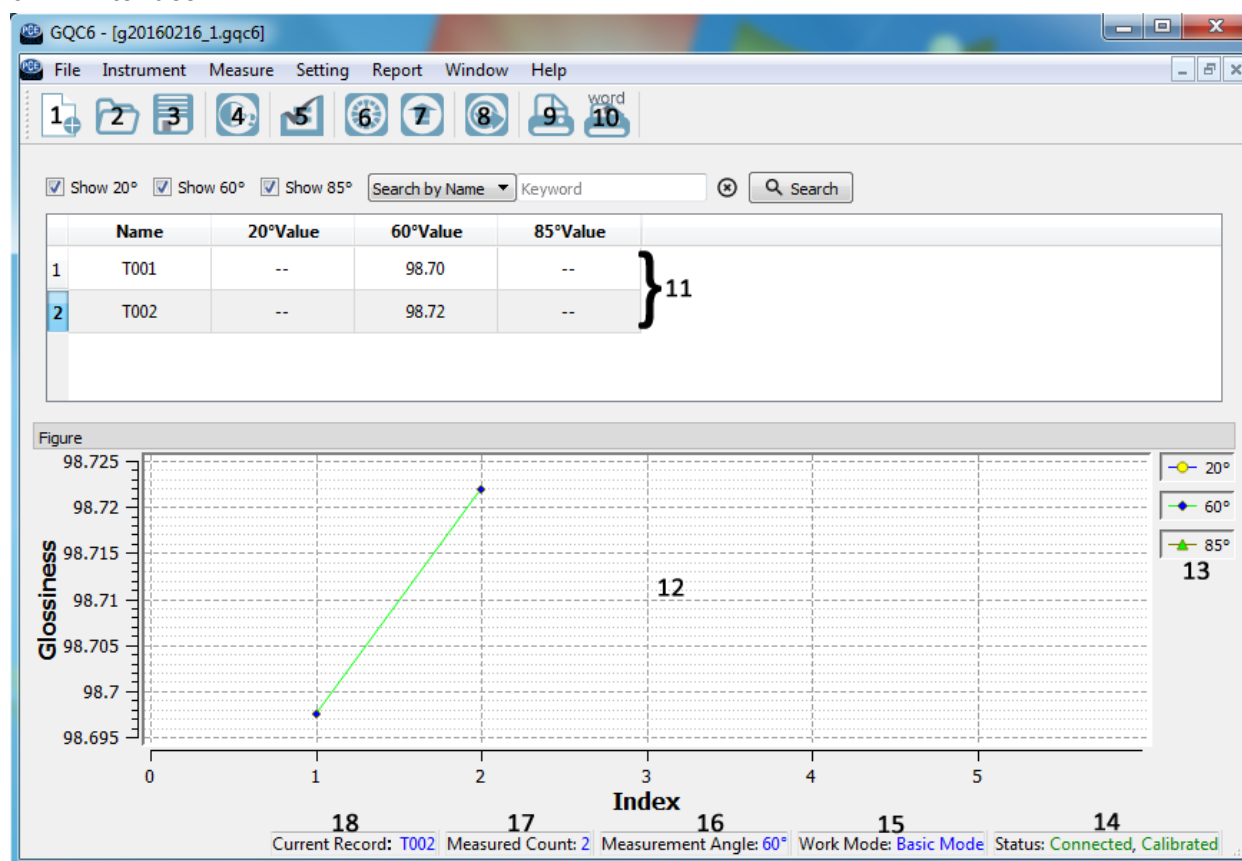 GQC6 - [g20160216_1.gqc6]
File Instrument Measure Setting Report Window Help
word
1 2 3 4 5 6 7 8 9 10
Show 20° Show 60° Show 85° Search by Name Keyword Search
Name 20°Value 60°Value 85°Value
1 T001 -- 98.70 --
11
2 T002 -- 98.72 --
Figure
98.725
98.72
98.715
98.71
98.705
98.7
98.695
Glossiness
12
20°
60°
85°
13
0 1 2 3 4 5
Index
18 17 16 15 14
Current Record: T002 Measured Count: 2 Measurement Angle: 60° Work Mode: Basic Mode Status: Connected, Calibrated